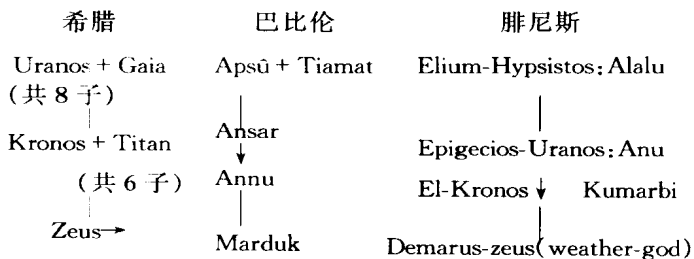 希腊 巴比伦 腓尼斯
Uranos + Gaia Apsû + Tiamat Elium-Hypsistos: Alalu
(共8子)
Ansar
Kronos + Titan Epigecios-Uranos: Anu
(共6子) Annu El-Kronos Kumarbi
Zeus→ Marduk Demarus-zeus(weather-god)